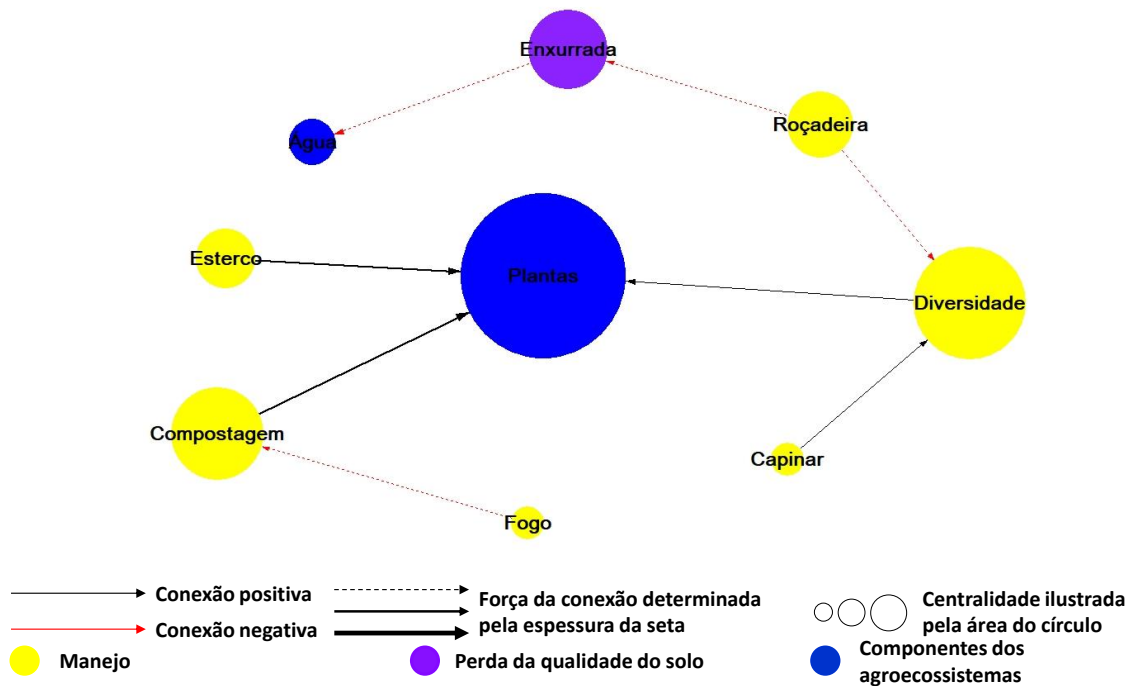 Enxurrada
Roçadeira
Água
Esterco
Plantas
Diversidade
Compostagem
Capinar
Fogo
Conexão positiva
Conexão negativa
Força da conexão determinada
pela espessura da seta
Centralidade ilustrada
pela área do círculo
Manejo
Perda da qualidade do solo
Componentes dos
agroecossistemas